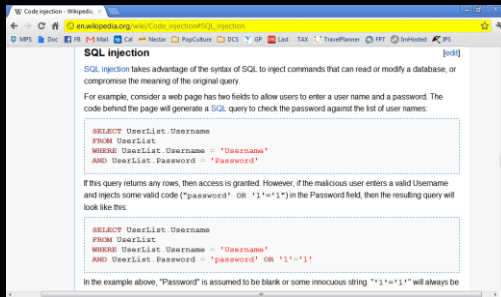 Code injection - Wikipedia,
en.wikipedia.org/wiki/Code_injection#SQL_injection
MPS Doc FB M Mail Cal Nectar PopCulture DCS GP Last TAX TravelPlanner FP7 ImHosted PS
SQL injection [edit]
SQL injection takes advantage of the syntax of SQL to inject commands that can read or modify a database, or
compromise the meaning of the original query.
For example, consider a web page has two fields to allow users to enter a user name and a password. The
code behind the page will generate a SQL query to check the password against the list of user names:
SELECT UserList.Username
FROM UserList
WHERE UserList.Username = 'Username'
AND UserList.Password = 'Password'
If this query returns any rows, then access is granted. However, if the malicious user enters a valid Username
and injects some valid code ("password' OR '1'='1") in the Password field, then the resulting query will
look like this:
SELECT UserList.Username
FROM UserList
WHERE UserList.Username = 'Username'
AND UserList.Password = 'password' OR '1'='1'
In the example above, "Password" is assumed to be blank or some innocuous string. "'1'='1'" will always be